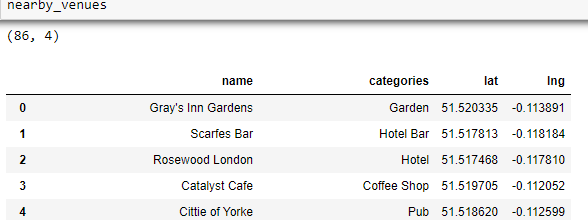 nearby_venues
(86, 4)
name categories lat lng
0 Gray's Inn Gardens Garden 51.520335 -0.113891
1 Scarfes Bar Hotel Bar 51.517813 -0.118184
2 Rosewood London Hotel 51.517468 -0.117810
3 Catalyst Cafe Coffee Shop 51.519705 -0.112052
4 Cittie of Yorke Pub 51.518620 -0.112599